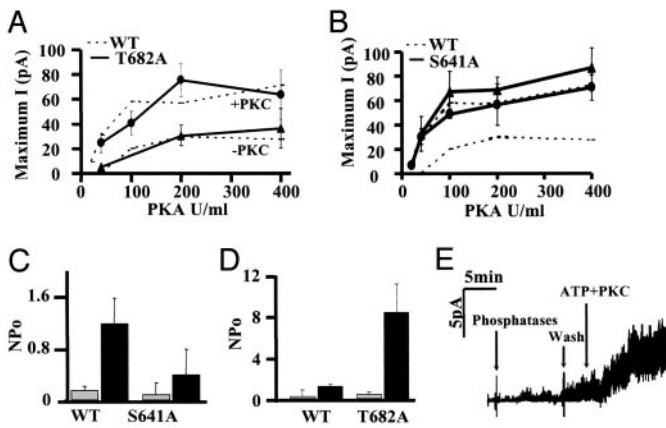 A
WT
T682A
Maximum I (pA)
100
80
60
40
20
0
+PKC
-PKC
0 100 200 300 400
PKA U/ml
B
WT
S641A
Maximum I (pA)
100
80
60
40
20
0
0 100 200 300 400
PKA U/ml
C
NPo
1.6
0.8
0
WT S641A
D
NPo
12
8
4
0
WT T682A
E
5min
5pA
ATP+PKC
Phosphatases
Wash